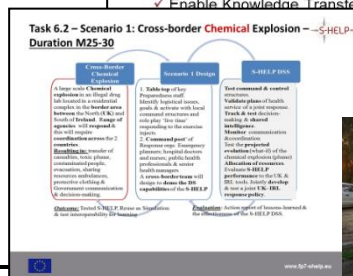 ✓ Enable Knowledge Transfe
Task 6.2 – Scenario 1: Cross-border Chemical Explosion –
Duration M25-30
S-HELP
Cross-Border
Chemical
Explosion
A large scale Chemical
explosion in an illegal drug
lab located in a residential
complex in the border area
between the North (UK) and
South of Ireland. Range of
agencies will respond &
this will require
coordination across the 2
countries.
Resulting in: transfer of
casualties, toxic plume,
contaminated people,
evacuation, during
resources ambulances,
protective clothing &
Government communication
& decision-making.
Scenario 1 Design
1. Table top of key
Preparedness staff
Identify logistical issues,
goals & activate with local
command structures and
role play 'live time'
responding to the exercise
injects
2. Command post' of
Response orgs: Emergency
planners; hospital doctors
and nurses; public health
professionals & senior
health managers
A cross-border team will
design to demo the DS
capabilities of the S-HELP
S-HELP DSS
Test command & control
structures.
Validate plans of health
service of a joint response.
Track & test decision-
making & shared
intelligence.
Monitor communication
&coordination
Test the projected
evolution (what-if) of the
chemical explosion (plume)
Allocation of resources.
Evaluate S-HELP
performance to the UK &
IRL tools. Jointly develop
& test a joint UK- IRL
response policy.
Outcome: Tested S-HELP, Reuse as Simulation
& test interoperability for learning
Evaluation: Action report of lessons-learned &
the effectiveness of the S-HELP DSS.
www.fp7-shelp.eu